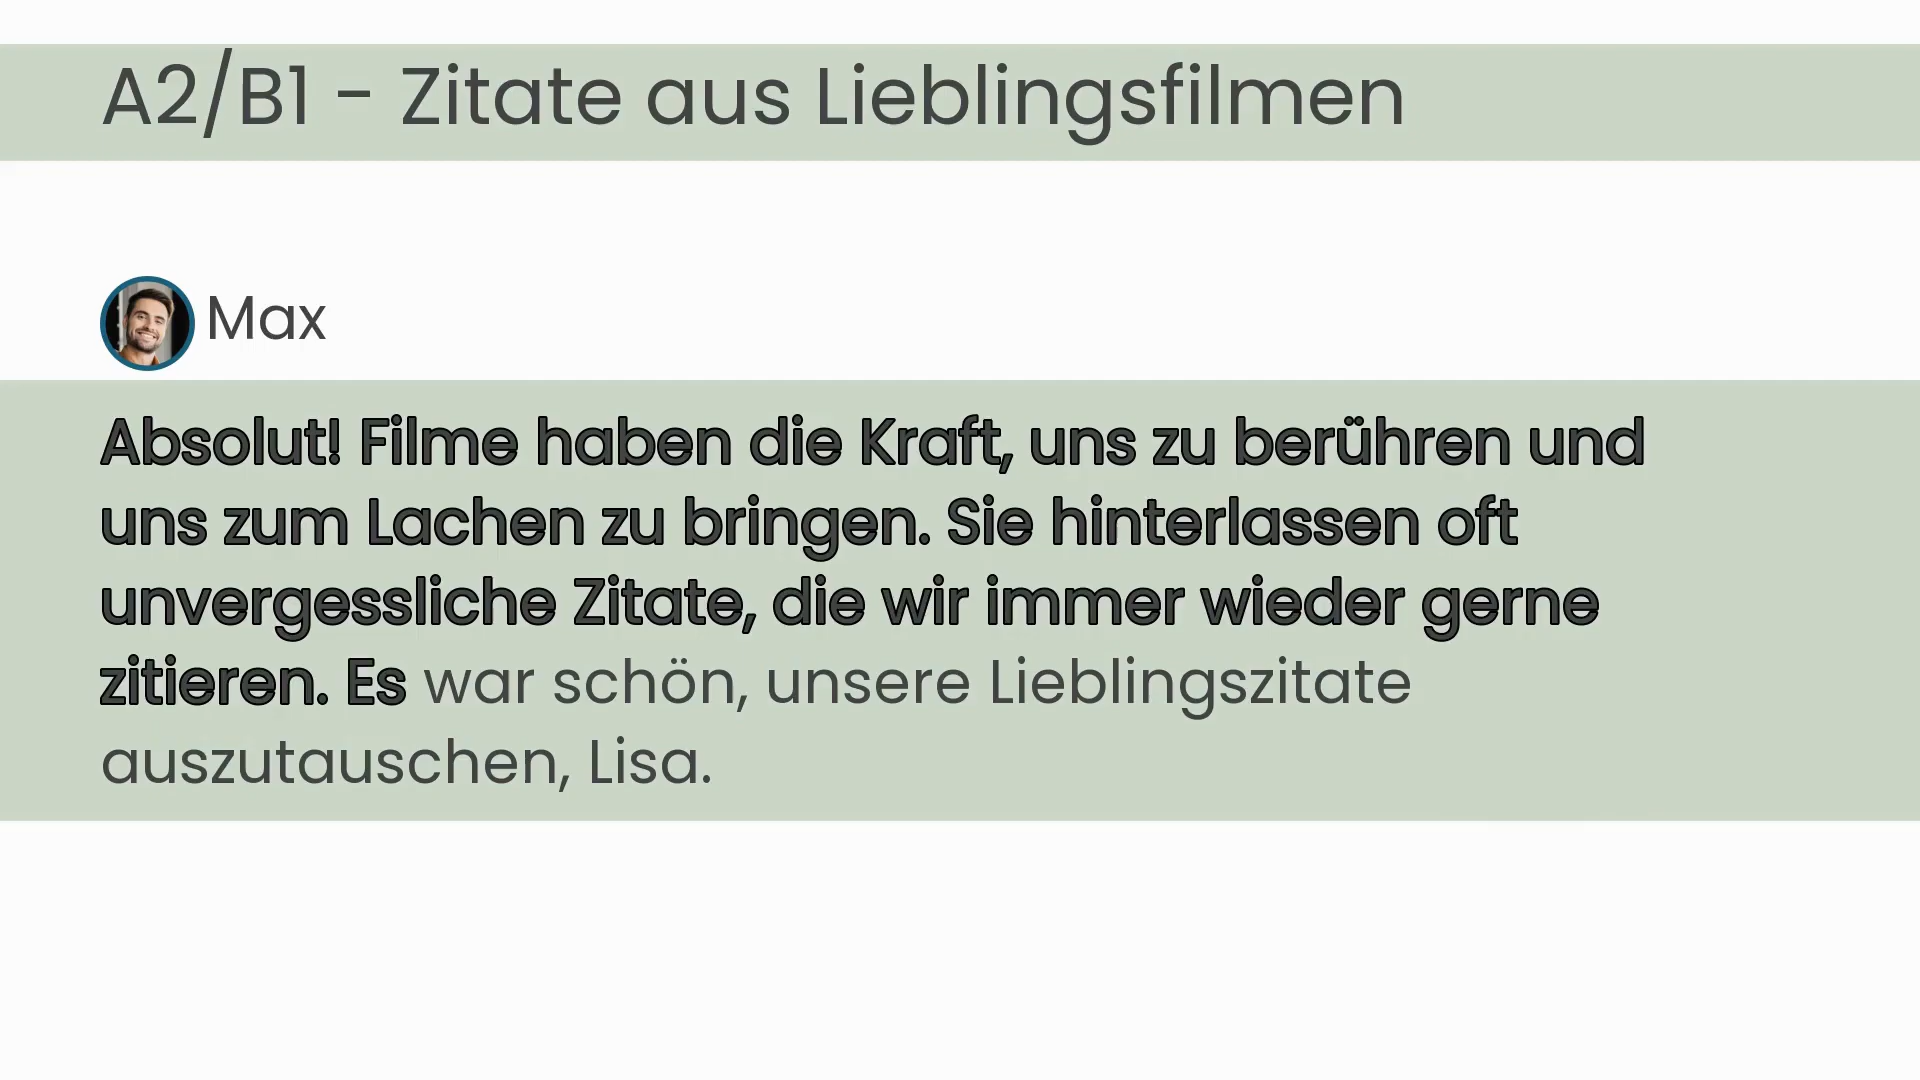 A2/B1 - Zitate aus Lieblingsfilmen
Max
Absolut! Filme haben die Kraft, uns zu berühren und
uns zum Lachen zu bringen. Sie hinterlassen oft
unvergessliche Zitate, die wir immer wieder gerne
zitieren. Es war schön, unsere Lieblingszitate
auszutauschen, Lisa.